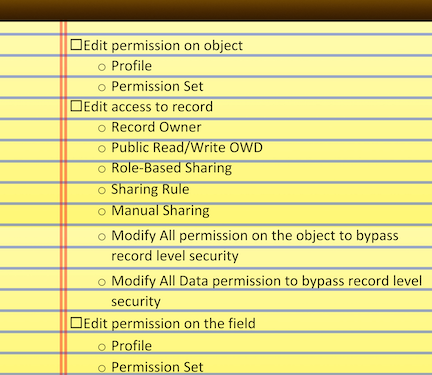 ☐Edit permission on object
○ Profile
○ Permission Set
☐Edit access to record
○ Record Owner
○ Public Read/Write OWD
○ Role-Based Sharing
○ Sharing Rule
○ Manual Sharing
○ Modify All permission on the object to bypass
record level security
○ Modify All Data permission to bypass record level
security
☐Edit permission on the field
○ Profile
○ Permission Set